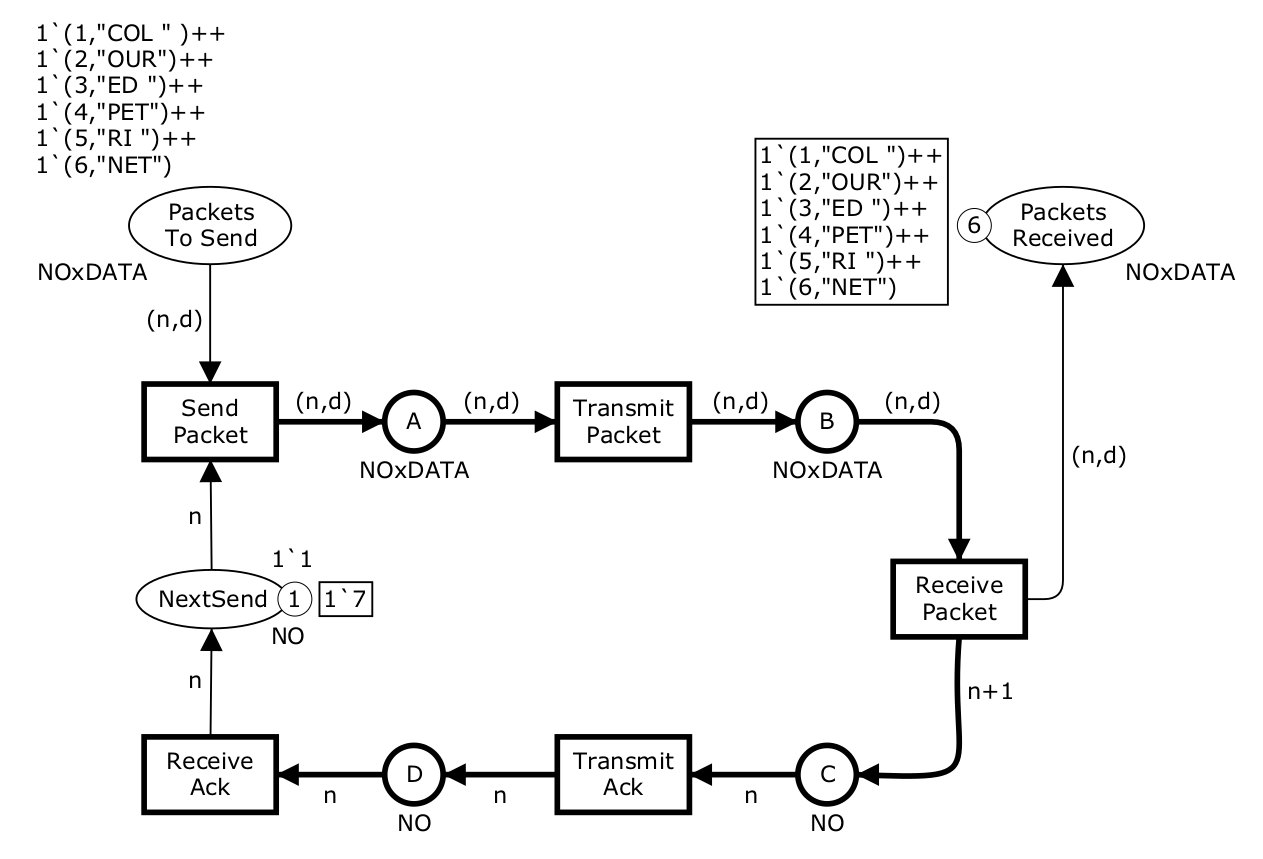 1`(1,"COL " )++
1`(2,"OUR")++
1`(3,"ED ")++
1`(4,"PET")++
1`(5,"RI ")++
1`(6,"NET")
Packets
To Send
NOxDATA
(n,d)
1`(1,"COL ")++
1`(2,"OUR")++
1`(3,"ED ")++
1`(4,"PET")++
1`(5,"RI ")++
1`(6,"NET")
6
Packets
Received
NOxDATA
Send
Packet
(n,d)
A
NOxDATA
(n,d)
Transmit
Packet
(n,d)
B
NOxDATA
(n,d)
(n,d)
n
1`1
NextSend
1
1`7
NO
Receive
Packet
n
n+1
Receive
Ack
n
D
NO
n
Transmit
Ack
n
C
NO